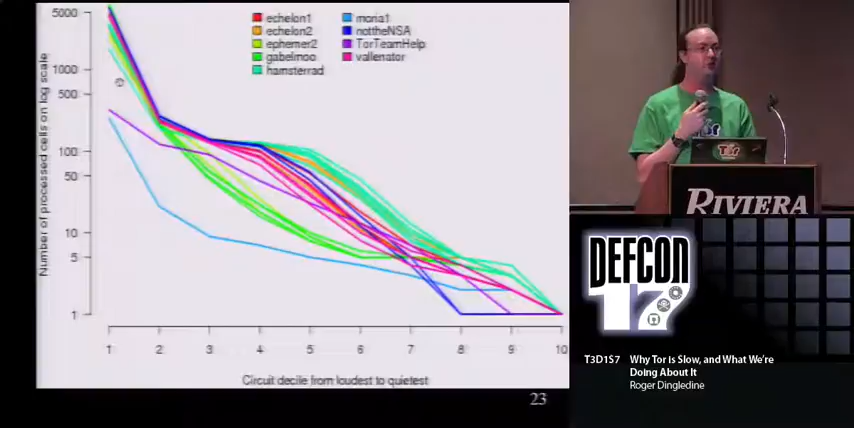 Number of processed cells on log scale
5000
1000
500
100
50
10
5
1
echelon1
echelon2
ephemer2
gabelmoo
hamsterrad
moria1
nottheNSA
TorTeamHelp
vallenator
1 2 3 4 5 6 7 8 9 10
Circuit decile from loudest to quietest
23
Tor
Tor
RIVIERA
DEFCON
17
T3D1S7 Why Tor is Slow, and What We're
Doing About It
Roger Dingledine